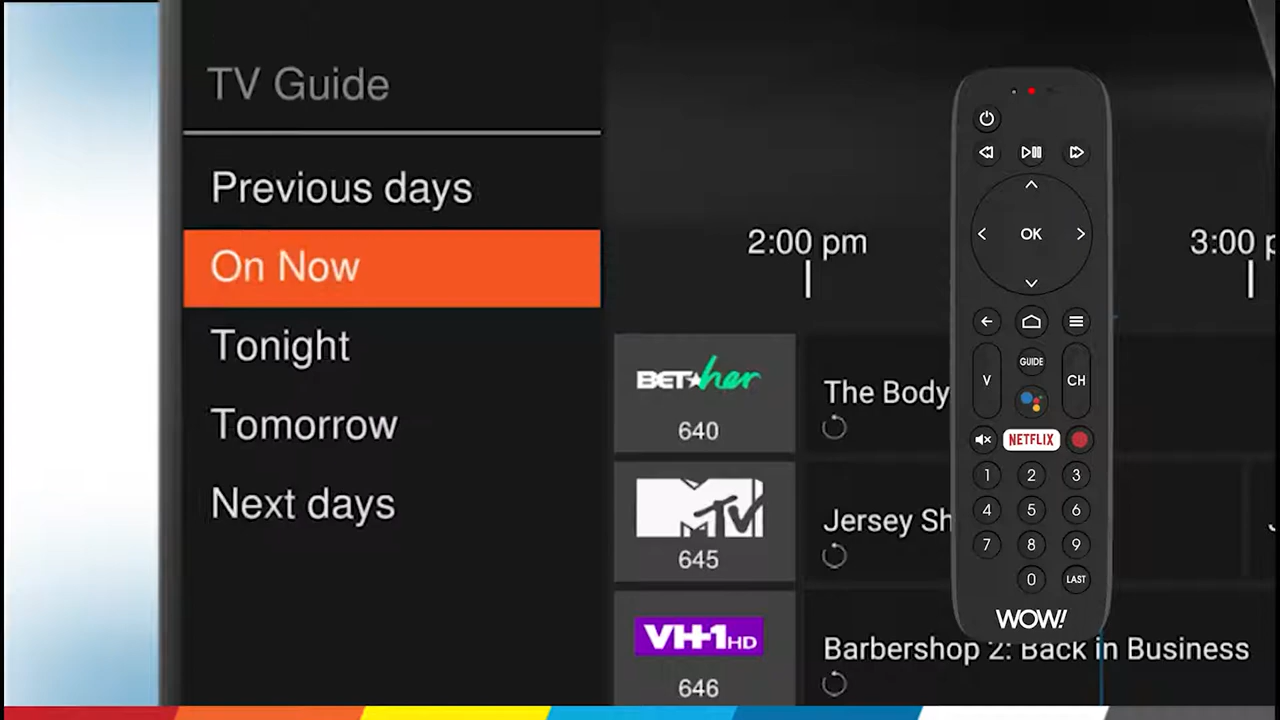 TV Guide
Previous days
On Now
Tonight
Tomorrow
Next days
2:00 pm
3:00 p
BET her
640
The Body
MTV
645
Jersey Sh
VH1 HD
646
Barbershop 2: Back in Business
OK
GUIDE
V
CH
NETFLIX
1 2 3
4 5 6
7 8 9
0 LAST
WOW!